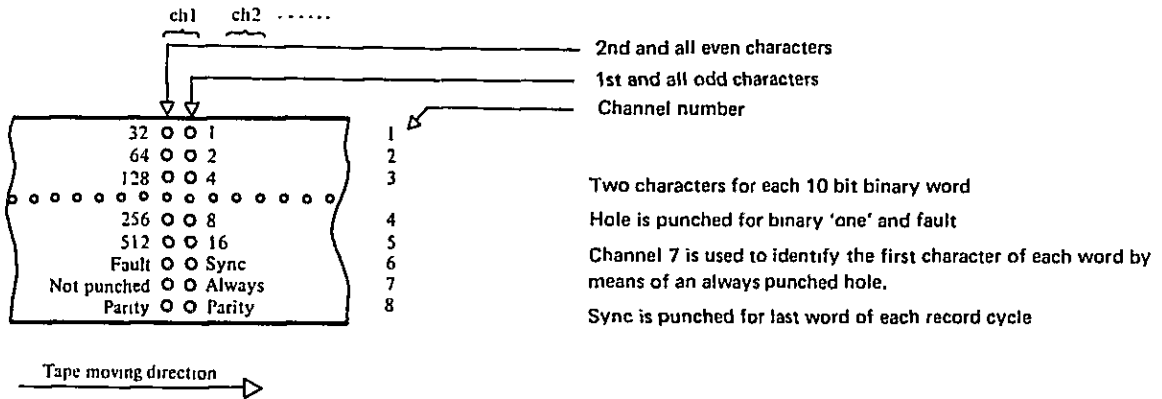 ch1 ch2 ......
2nd and all even characters
1st and all odd characters
Channel number
32 1 1
64 2 2
128 4 3
Two characters for each 10 bit binary word
256 8 4
Hole is punched for binary 'one' and fault
512 16 5
Fault Sync 6
Channel 7 is used to identify the first character of each word by
Not punched Always 7
means of an always punched hole.
Parity Parity 8
Sync is punched for last word of each record cycle
Tape moving direction